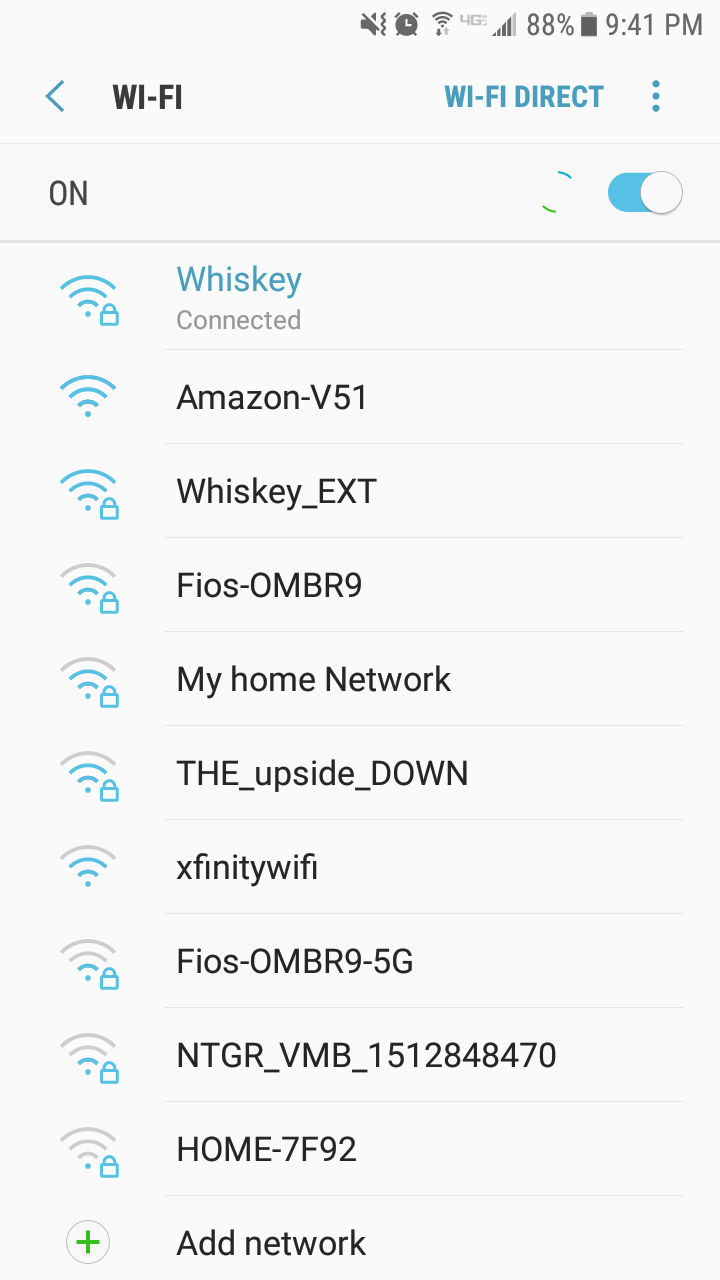 4G 88% 9:41 PM
WI-FI WI-FI DIRECT
ON
Whiskey
Connected
Amazon-V51
Whiskey_EXT
Fios-OMBR9
My home Network
THE_upside_DOWN
xfinitywifi
Fios-OMBR9-5G
NTGR_VMB_1512848470
HOME-7F92
Add network